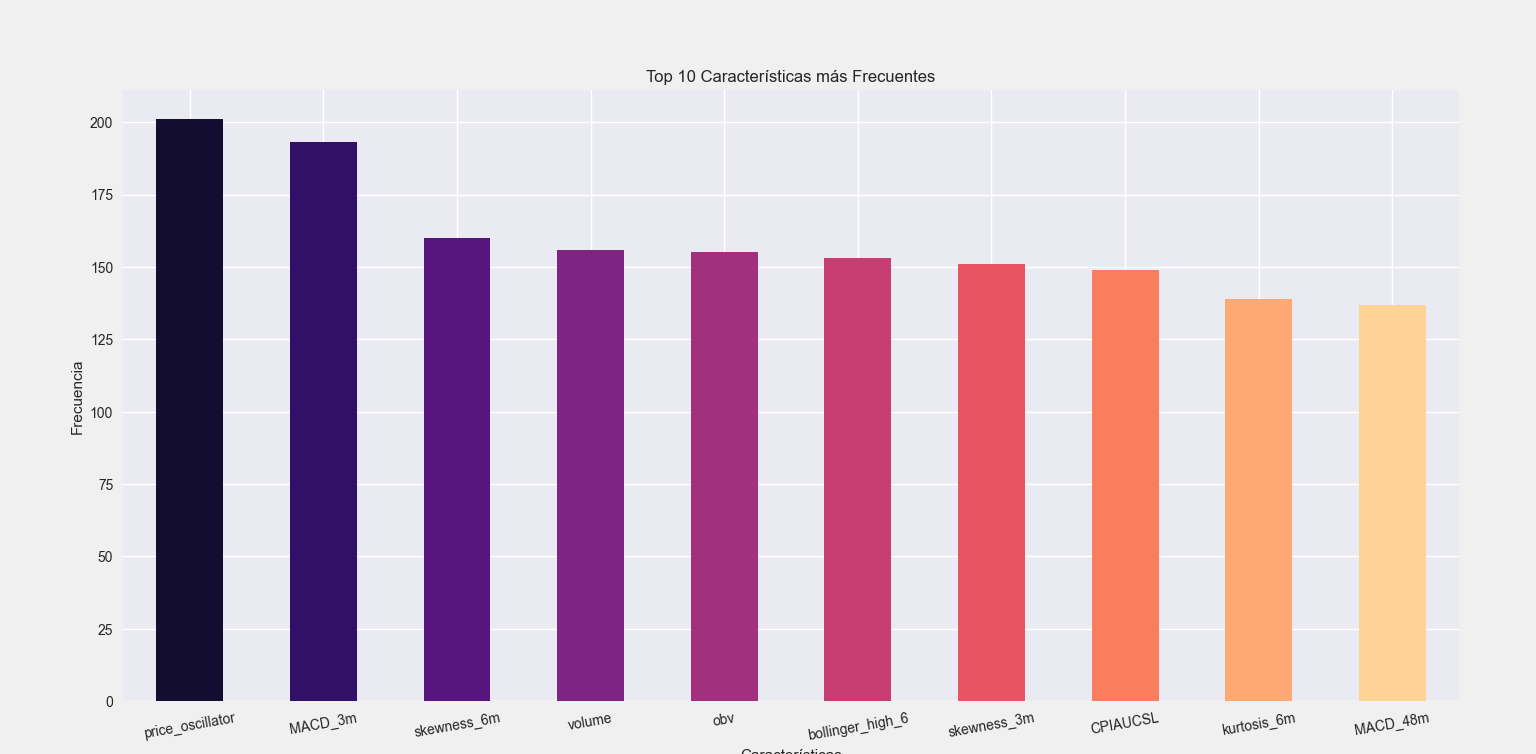 Top 10 Características más Frecuentes
200
175
150
125
100
75
50
25
0
Frecuencia
price_oscillator
MACD_3m
skewness_6m
volume
obv
bollinger_high_6
skewness_3m
CPIAUCSL
kurtosis_6m
MACD_48m
Características